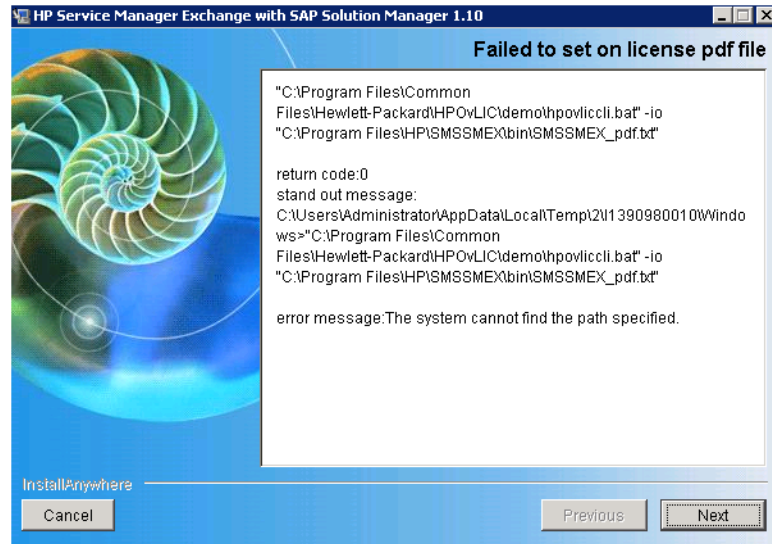 HP Service Manager Exchange with SAP Solution Manager 1.10
Failed to set on license pdf file
"C:\Program Files\Common
Files\Hewlett-Packard\HPOvLIC\demo\hpovliccli.bat" -io
"C:\Program Files\HP\SMSSMEX\bin\SMSSMEX_pdf.txt"
return code:0
stand out message:
C:\Users\Administrator\AppData\Local\Temp\2\I1390980010\Windo
ws>"C:\Program Files\Common
Files\Hewlett-Packard\HPOvLIC\demo\hpovliccli.bat" -io
"C:\Program Files\HP\SMSSMEX\bin\SMSSMEX_pdf.txt"
error message:The system cannot find the path specified.
InstallAnywhere
Cancel
Previous
Next